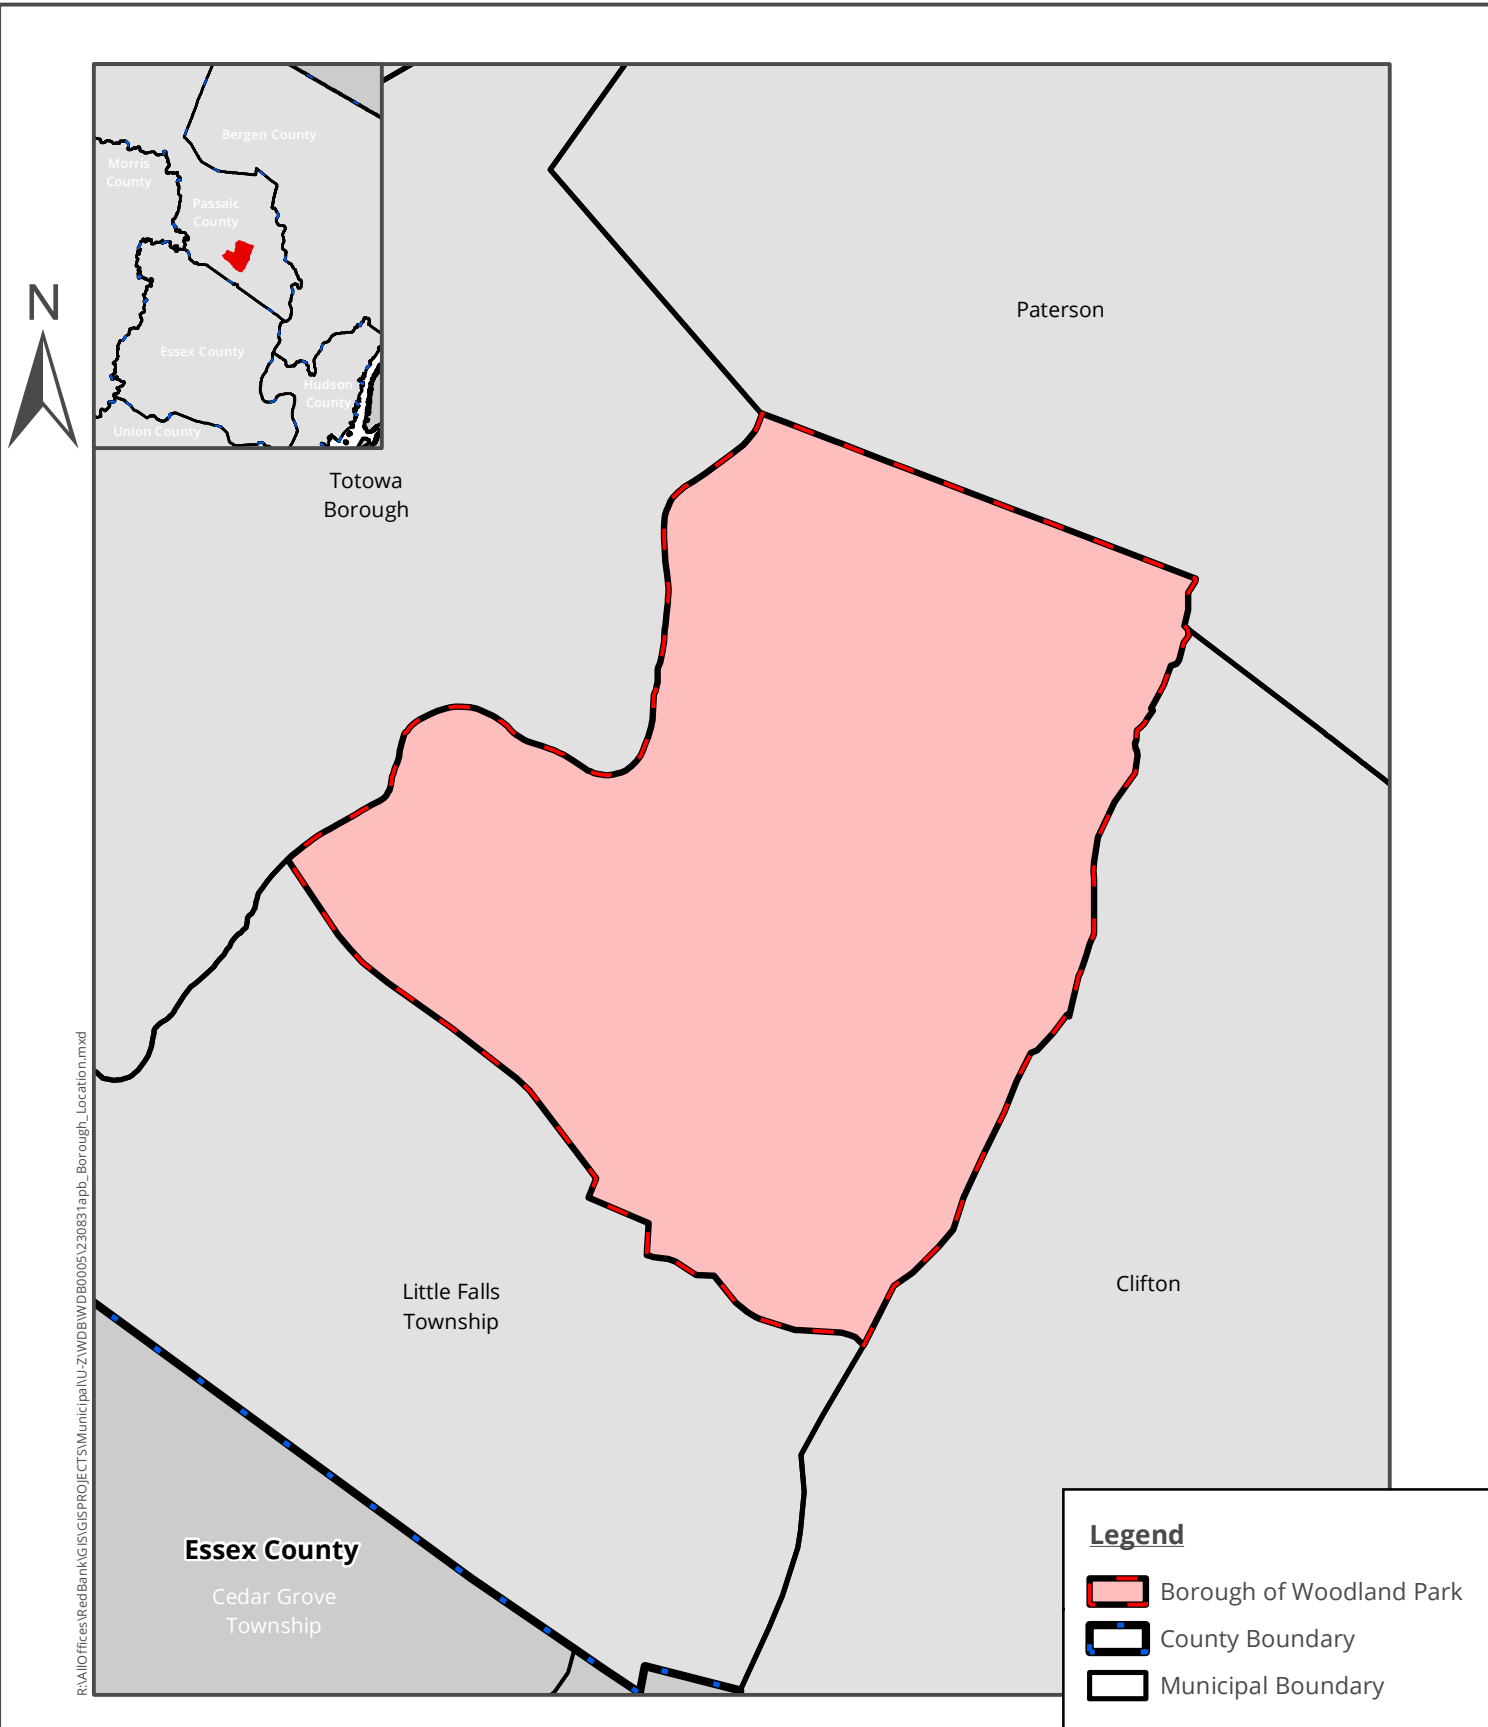 Bergen County
Morris
County
Passaic
County
Essex County
Hudson
County
Union County
N
Paterson
Totowa
Borough
Little Falls
Township
Clifton
Essex County
Cedar Grove
Township
R:\AllOffices\RedBank\GIS\GISPROJECTS\Municipal\U-Z\WDB\WDB0005\230831apb_Borough_Location.mxd
Legend
Borough of Woodland Park
County Boundary
Municipal Boundary